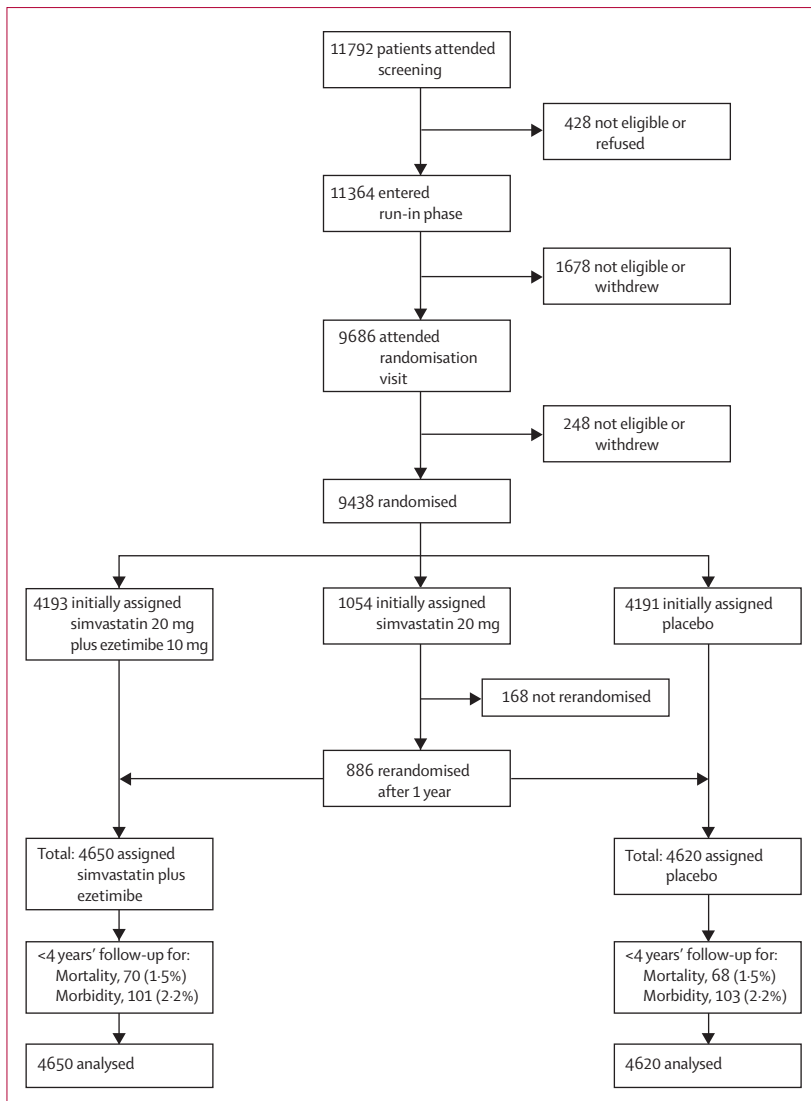 11792 patients attended
screening
428 not eligible or
refused
11364 entered
run-in phase
1678 not eligible or
withdrew
9686 attended
randomisation
visit
248 not eligible or
withdrew
9438 randomised
4193 initially assigned
simvastatin 20 mg
plus ezetimibe 10 mg
1054 initially assigned
simvastatin 20 mg
4191 initially assigned
placebo
168 not rerandomised
886 rerandomised
after 1 year
Total: 4650 assigned
simvastatin plus
ezetimibe
Total: 4620 assigned
placebo
<4 years' follow-up for:
Mortality, 70 (1·5%)
Morbidity, 101 (2·2%)
<4 years' follow-up for:
Mortality, 68 (1·5%)
Morbidity, 103 (2·2%)
4650 analysed
4620 analysed